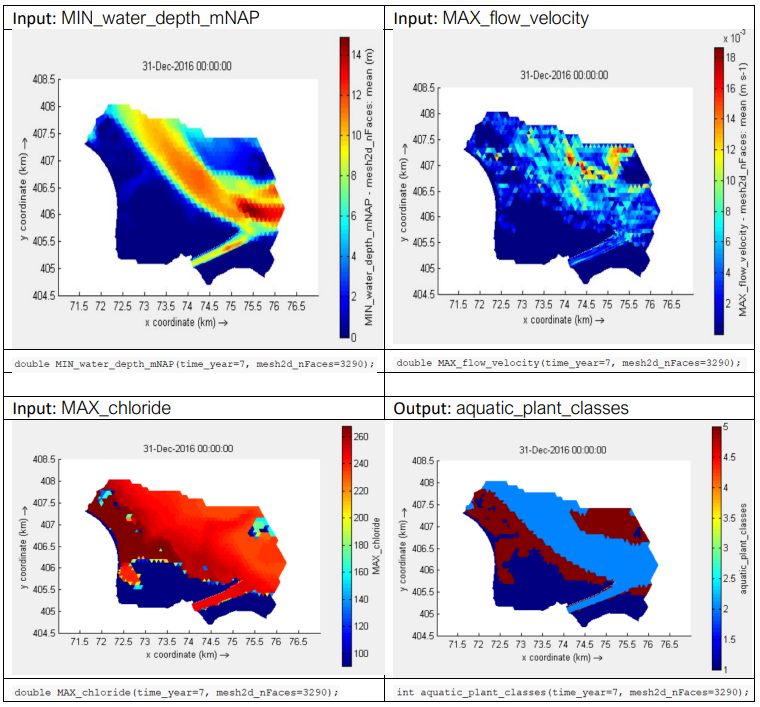 Input: MIN_water_depth_mNAP
31-Dec-2016 00:00:00
408.5
408
407.5
407
406.5
406
405.5
405
404.5
y coordinate (km) →
71.5 72 72.5 73 73.5 74 74.5 75 75.5 76 76.5
x coordinate (km) →
14
12
10
8
6
4
2
0
MIN_water_depth_mNAP - mesh2d_nFaces: mean (m)
double MIN_water_depth_mNAP(time_year=7, mesh2d_nFaces=3290);
Input: MAX_flow_velocity
31-Dec-2016 00:00:00
408.5
408
407.5
407
406.5
406
405.5
405
404.5
y coordinate (km) →
71.5 72 72.5 73 73.5 74 74.5 75 75.5 76 76.5
x coordinate (km) →
x 10⁻³
18
16
14
12
10
8
6
4
2
MAX_flow_velocity - mesh2d_nFaces: mean (m s-1)
double MAX_flow_velocity(time_year=7, mesh2d_nFaces=3290);
Input: MAX_chloride
31-Dec-2016 00:00:00
408.5
408
407.5
407
406.5
406
405.5
405
404.5
y coordinate (km) →
71.5 72 72.5 73 73.5 74 74.5 75 75.5 76 76.5
x coordinate (km) →
260
240
220
200
180
160
140
120
100
MAX_chloride
double MAX_chloride(time_year=7, mesh2d_nFaces=3290);
Output: aquatic_plant_classes
31-Dec-2016 00:00:00
408.5
408
407.5
407
406.5
406
405.5
405
404.5
y coordinate (km) →
71.5 72 72.5 73 73.5 74 74.5 75 75.5 76 76.5
x coordinate (km) →
5
4.5
4
3.5
3
2.5
2
1.5
1
aquatic_plant_classes
int aquatic_plant_classes(time_year=7, mesh2d_nFaces=3290);